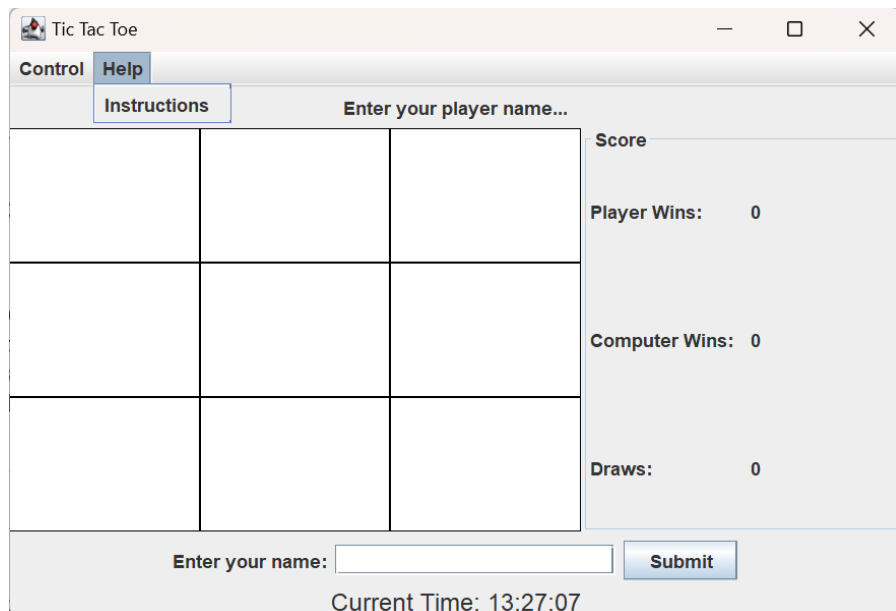 Tic Tac Toe
Control Help
Instructions
Enter your player name...
Score
Player Wins: 0
Computer Wins: 0
Draws: 0
Enter your name: Submit
Current Time: 13:27:07